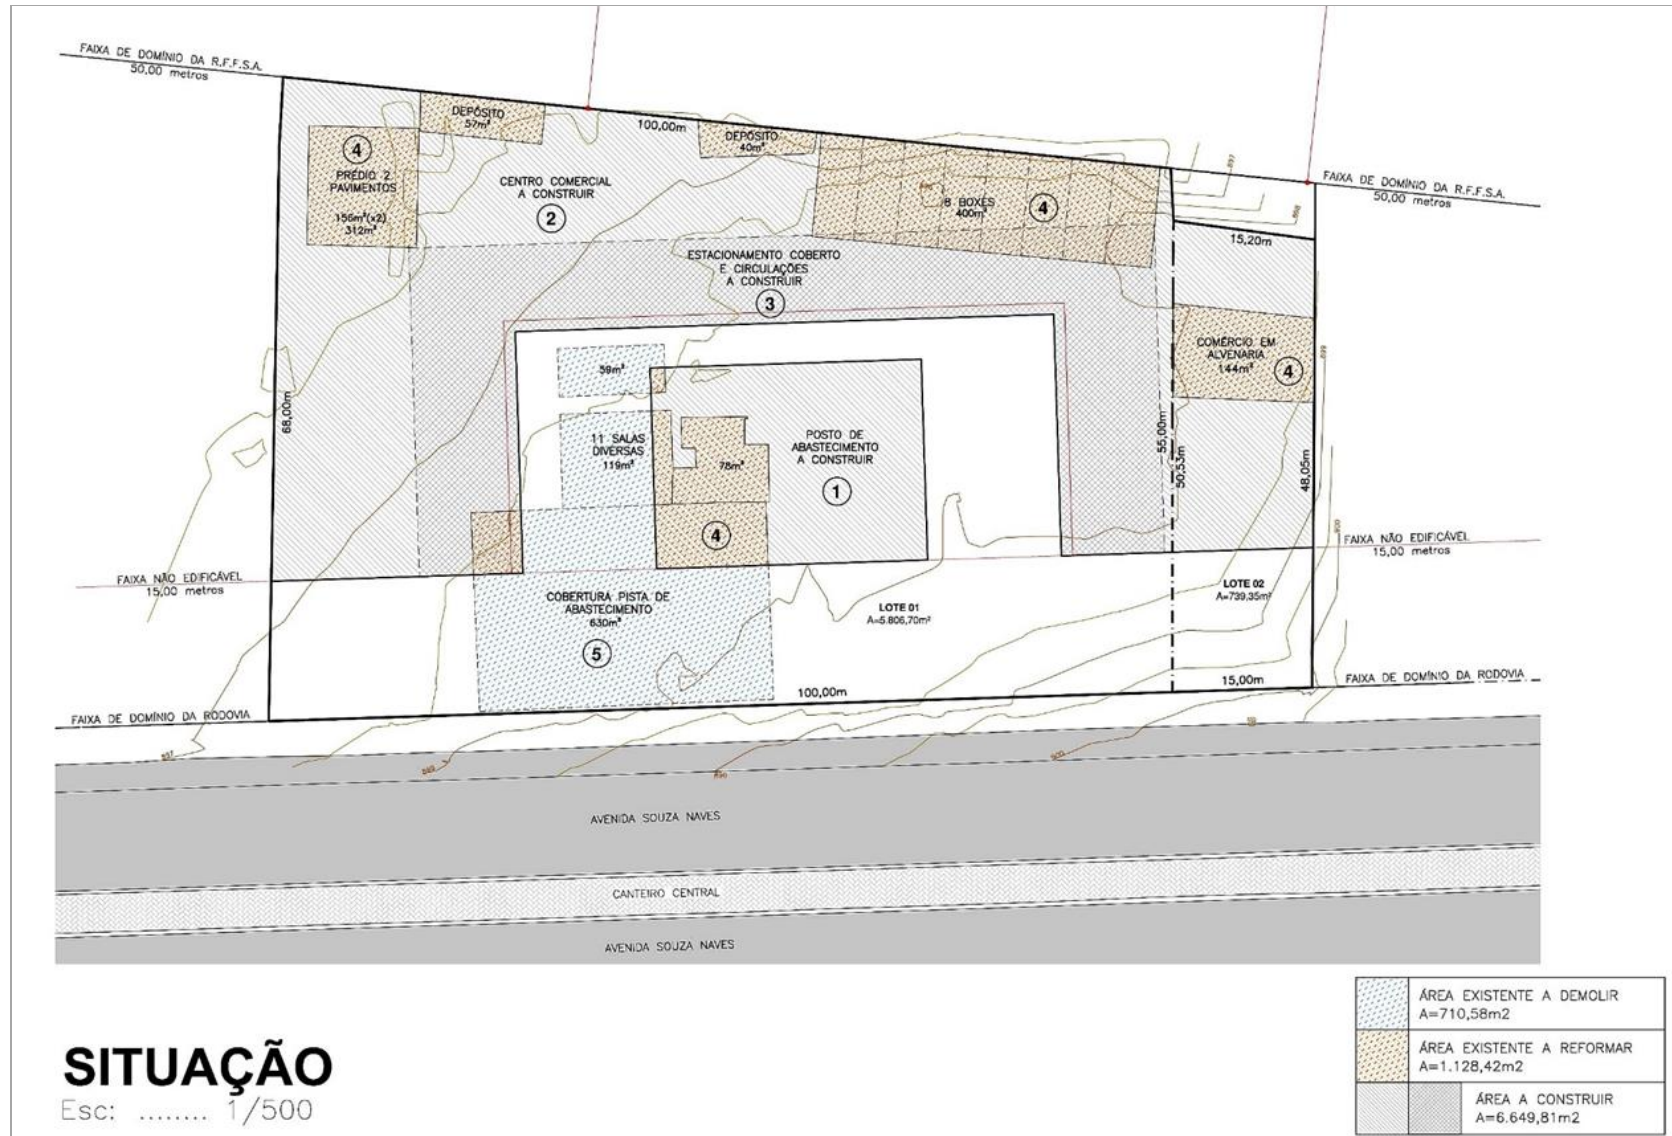 FAIXA DE DOMÍNIO DA R.F.F.S.A.
50,00 metros
DEPÓSITO
57m²
100,00m
DEPÓSITO
40m²
4
PRÉDIO 2
PAVIMENTOS
156m²(x2)
312m²
CENTRO COMERCIAL
A CONSTRUIR
2
8 BOXES
400m²
4
897
898
FAIXA DE DOMÍNIO DA R.F.F.S.A.
50,00 metros
15,20m
ESTACIONAMENTO COBERTO
E CIRCULAÇÕES
A CONSTRUIR
3
COMÉRCIO EM
ALVENARIA
144m²
4
899
59m²
68,00m
11 SALAS
DIVERSAS
119m²
78m²
POSTO DE
ABASTECIMENTO
A CONSTRUIR
1
55,00m
50,53m
48,05m
4
900
FAIXA NÃO EDIFICÁVEL
15,00 metros
FAIXA NÃO EDIFICÁVEL
15,00 metros
COBERTURA PISTA DE
ABASTECIMENTO
630m²
5
LOTE 01
A=5.806,70m²
LOTE 02
A=739,35m²
100,00m
15,00m
FAIXA DE DOMÍNIO DA RODOVIA
FAIXA DE DOMÍNIO DA RODOVIA
897
AVENIDA SOUZA NAVES
CANTEIRO CENTRAL
AVENIDA SOUZA NAVES
SITUAÇÃO
Esc: ........ 1/500
ÁREA EXISTENTE A DEMOLIR
A=710,58m2
ÁREA EXISTENTE A REFORMAR
A=1.128,42m2
ÁREA A CONSTRUIR
A=6.649,81m2